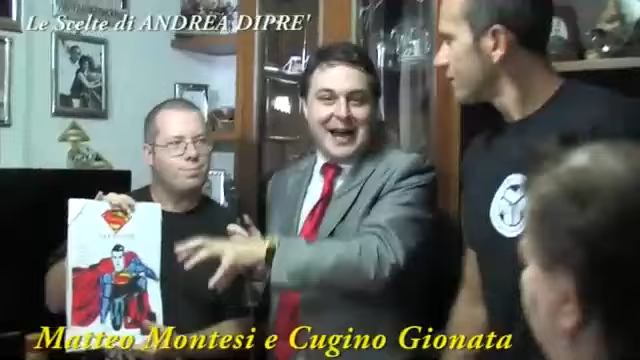 Le Scelte di ANDREA DIPRE'
Matteo Montesi e Cugino Gionata